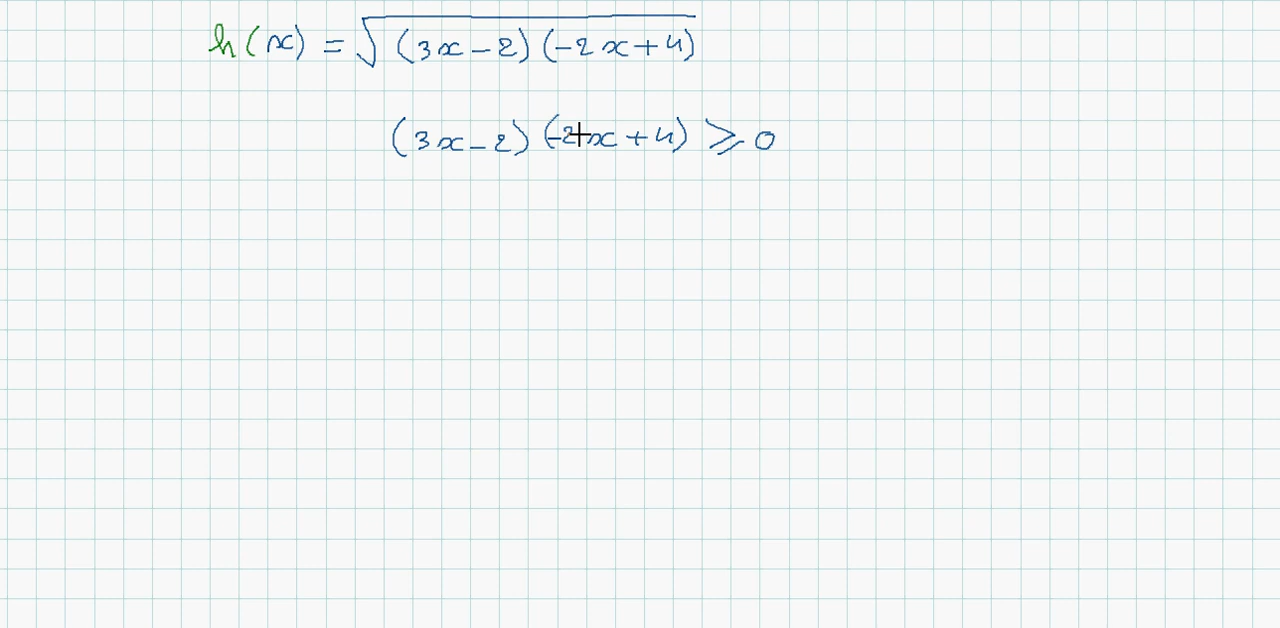 h(x) = √(3x-2)(-2x+4)
(3x-2)(-2x+4) ⩾ 0